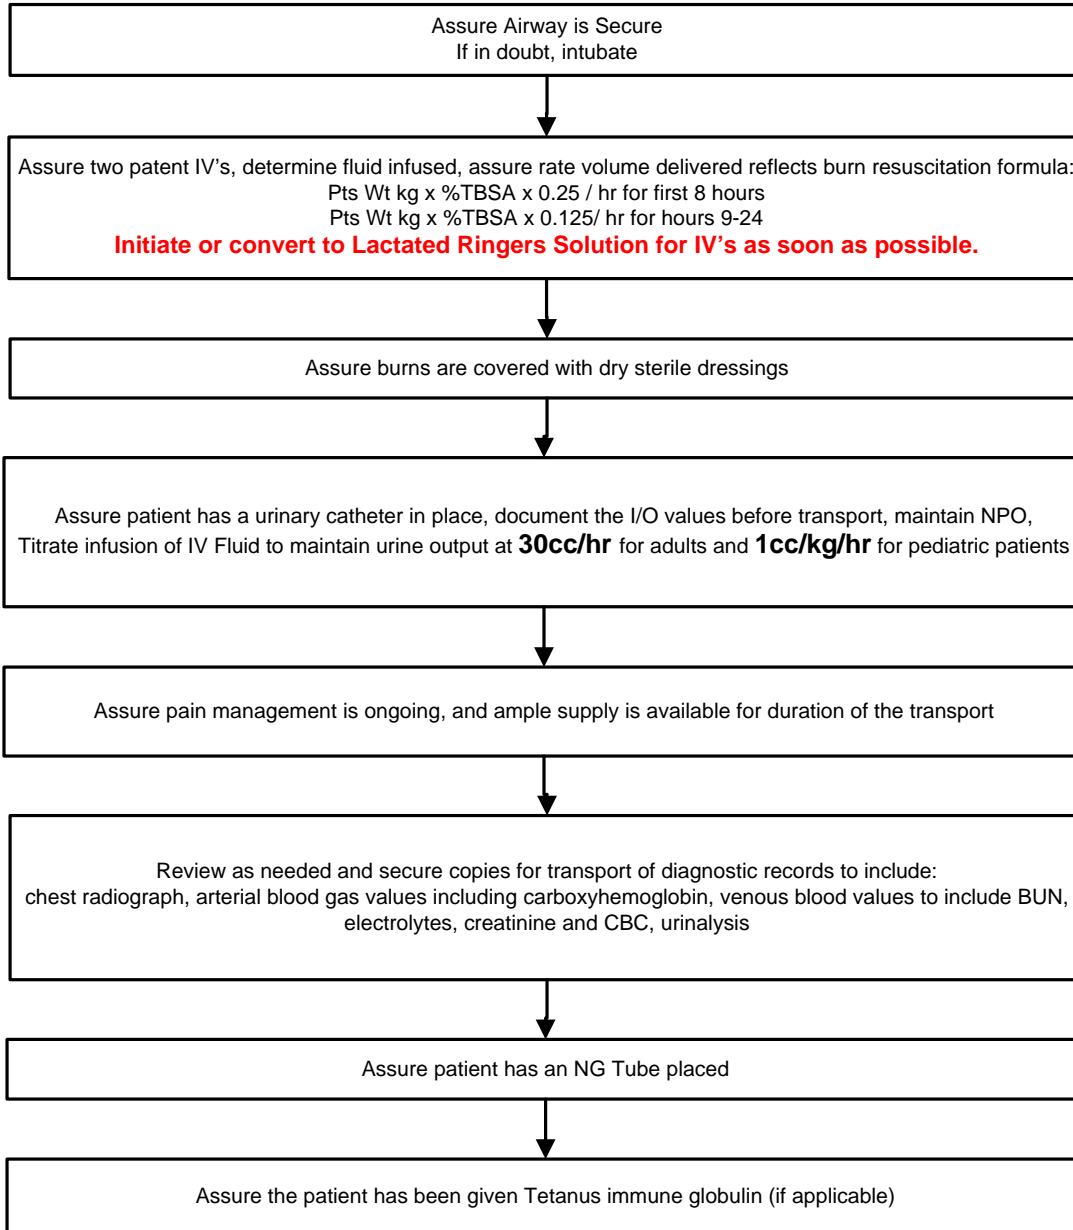 Assure Airway is Secure
If in doubt, intubate
Assure two patent IV's, determine fluid infused, assure rate volume delivered reflects burn resuscitation formula:
Pts Wt kg x %TBSA x 0.25 / hr for first 8 hours
Pts Wt kg x %TBSA x 0.125/ hr for hours 9-24
Initiate or convert to Lactated Ringers Solution for IV's as soon as possible.
Assure burns are covered with dry sterile dressings
Assure patient has a urinary catheter in place, document the I/O values before transport, maintain NPO,
Titrate infusion of IV Fluid to maintain urine output at 30cc/hr for adults and 1cc/kg/hr for pediatric patients
Assure pain management is ongoing, and ample supply is available for duration of the transport
Review as needed and secure copies for transport of diagnostic records to include:
chest radiograph, arterial blood gas values including carboxyhemoglobin, venous blood values to include BUN,
electrolytes, creatinine and CBC, urinalysis
Assure patient has an NG Tube placed
Assure the patient has been given Tetanus immune globulin (if applicable)